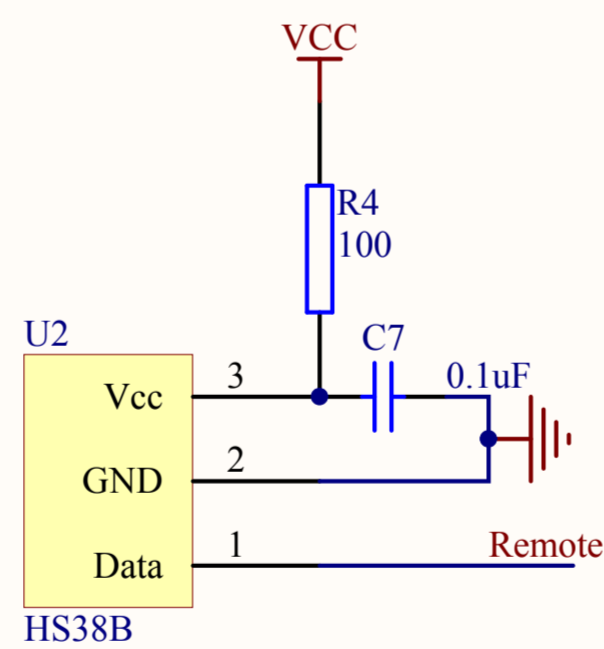 VCC
R4
100
U2
C7
Vcc
3
0.1uF
GND
2
Data
1
Remote
HS38B